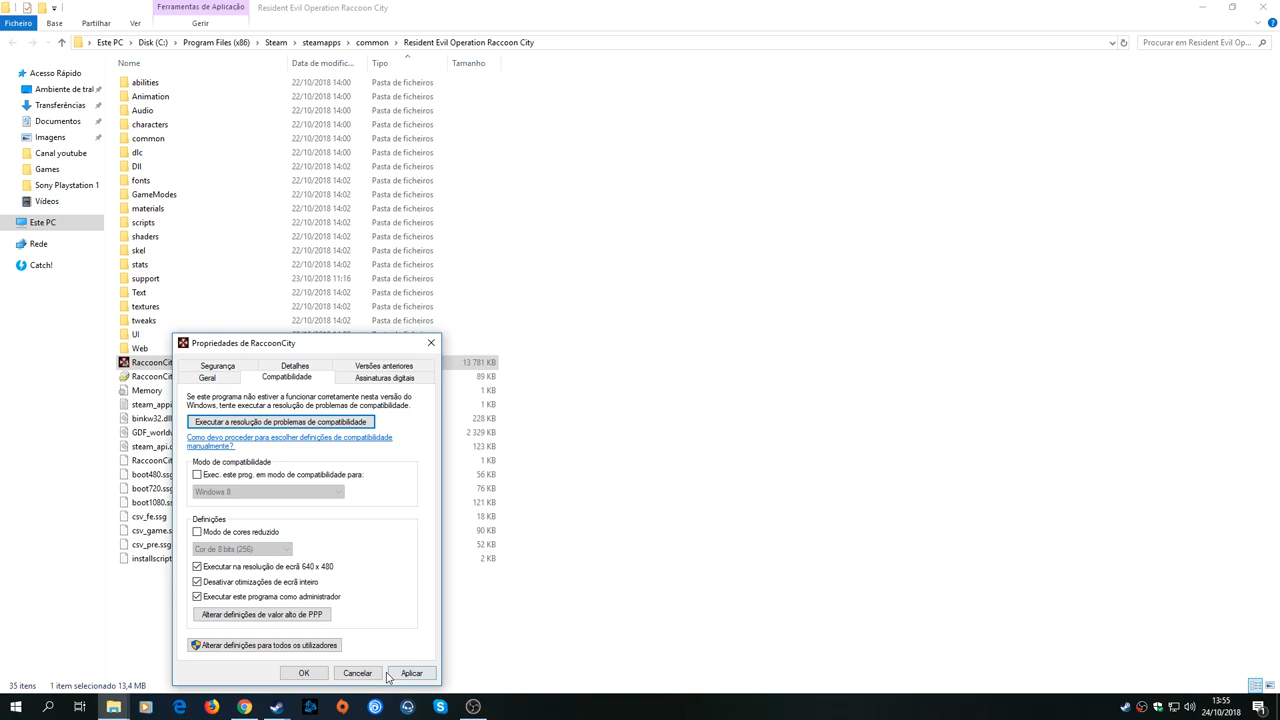 Ferramentas de Aplicação
Resident Evil Operation Raccoon City
Ficheiro
Base
Partilhar
Ver
Gerir
Este PC
Disk (C:)
Program Files (x86)
Steam
steamapps
common
Resident Evil Operation Raccoon City
Procurar em Resident Evil Op...
Acesso Rápido
Ambiente de tral
Transferências
Documentos
Imagens
Canal youtube
Games
Sony Playstation 1
Vídeos
Este PC
Rede
Catch!
Nome
Data de modific...
Tipo
Tamanho
abilities
22/10/2018 14:00
Pasta de ficheiros
Animation
22/10/2018 14:00
Pasta de ficheiros
Audio
22/10/2018 14:00
Pasta de ficheiros
characters
22/10/2018 14:00
Pasta de ficheiros
common
22/10/2018 14:00
Pasta de ficheiros
dlc
22/10/2018 14:00
Pasta de ficheiros
Dll
22/10/2018 14:02
Pasta de ficheiros
fonts
22/10/2018 14:02
Pasta de ficheiros
GameModes
22/10/2018 14:02
Pasta de ficheiros
materials
22/10/2018 14:02
Pasta de ficheiros
scripts
22/10/2018 14:02
Pasta de ficheiros
shaders
22/10/2018 14:02
Pasta de ficheiros
skel
22/10/2018 14:02
Pasta de ficheiros
stats
22/10/2018 14:02
Pasta de ficheiros
support
23/10/2018 11:16
Pasta de ficheiros
Text
22/10/2018 14:02
Pasta de ficheiros
textures
22/10/2018 14:02
Pasta de ficheiros
tweaks
22/10/2018 14:02
Pasta de ficheiros
UI
Web
RaccoonCit
13 781 KB
RaccoonCit
89 KB
Memory
1 KB
steam_appi
1 KB
binkw32.dll
228 KB
GDF_world
2 329 KB
steam_api.d
123 KB
RaccoonCit
1 KB
boot480.ssg
56 KB
boot720.ssg
76 KB
boot1080.ss
121 KB
csv_fe.ssg
18 KB
csv_game.s
90 KB
csv_pre.ssg
52 KB
installscript
2 KB
Propriedades de RaccoonCity
Segurança
Detalhes
Versões anteriores
Geral
Compatibilidade
Assinaturas digitais
Se este programa não estiver a funcionar corretamente nesta versão do
Windows, tente executar a resolução de problemas de compatibilidade.
Executar a resolução de problemas de compatibilidade
Como devo proceder para escolher definições de compatibilidade
manualmente?
Modo de compatibilidade
Exec. este prog. em modo de compatibilidade para:
Windows 8
Definições
Modo de cores reduzido
Cor de 8 bits (256)
Executar na resolução de ecrã 640 x 480
Desativar otimizações de ecrã inteiro
Executar este programa como administrador
Alterar definições de valor alto de PPP
Alterar definições para todos os utilizadores
OK
Cancelar
Aplicar
35 itens
1 item selecionado 13,4 MB
13:55
24/10/2018